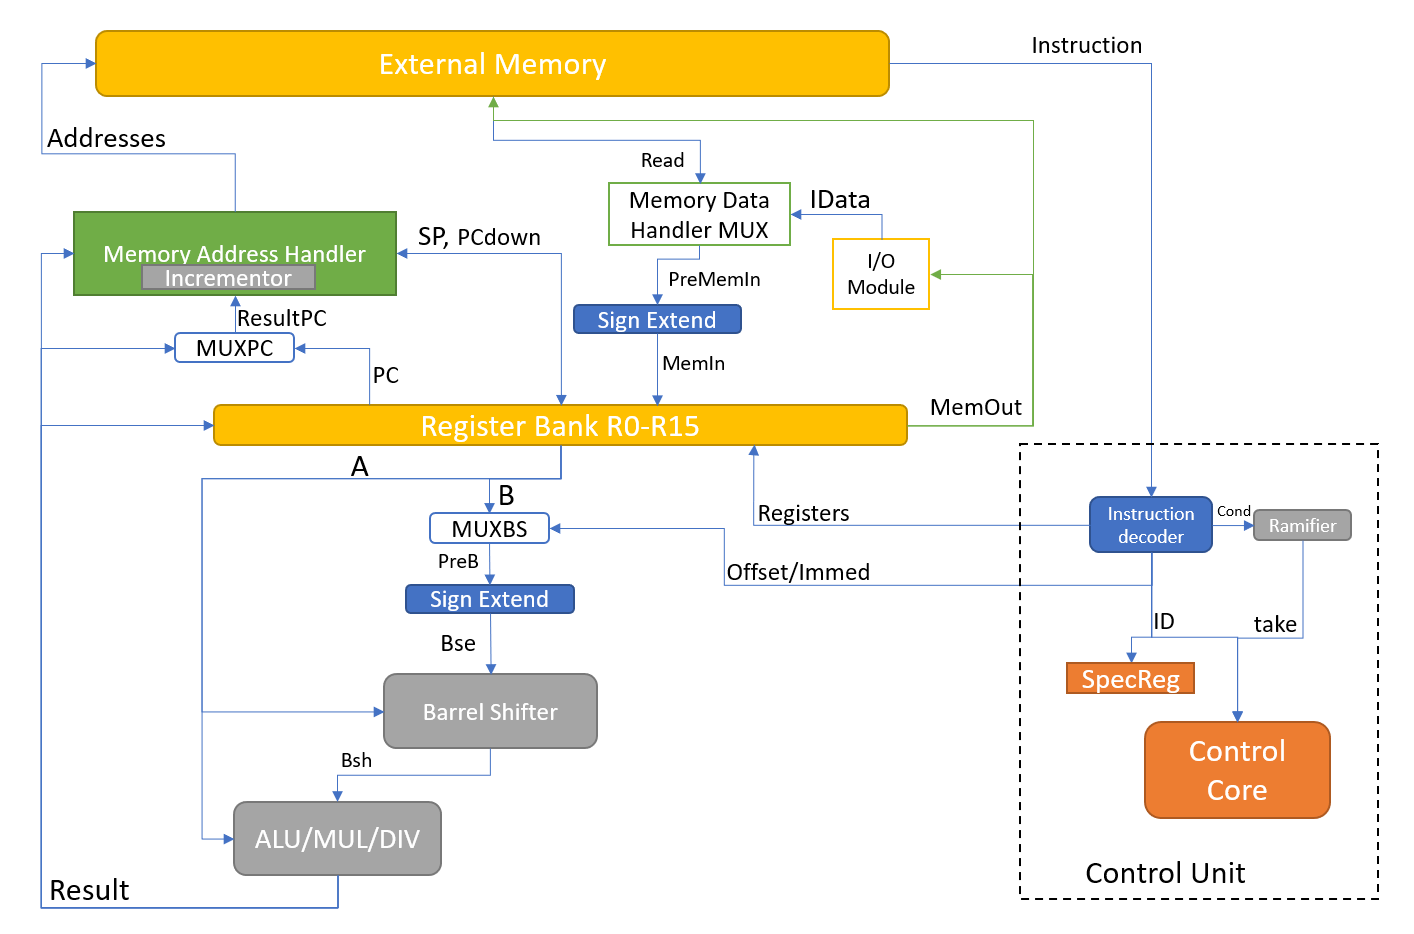 Instruction
External Memory
Addresses
Read
Memory Data
Handler MUX
IData
SP, PCdown
Memory Address Handler
Incrementor
I/O
Module
PreMemIn
ResultPC
Sign Extend
MUXPC
MemIn
PC
MemOut
Register Bank R0-R15
A
B
MUXBS
Registers
Instruction
decoder
Cond
Ramifier
PreB
Offset/Immed
Sign Extend
ID
take
Bse
SpecReg
Barrel Shifter
Control
Core
Bsh
ALU/MUL/DIV
Control Unit
Result